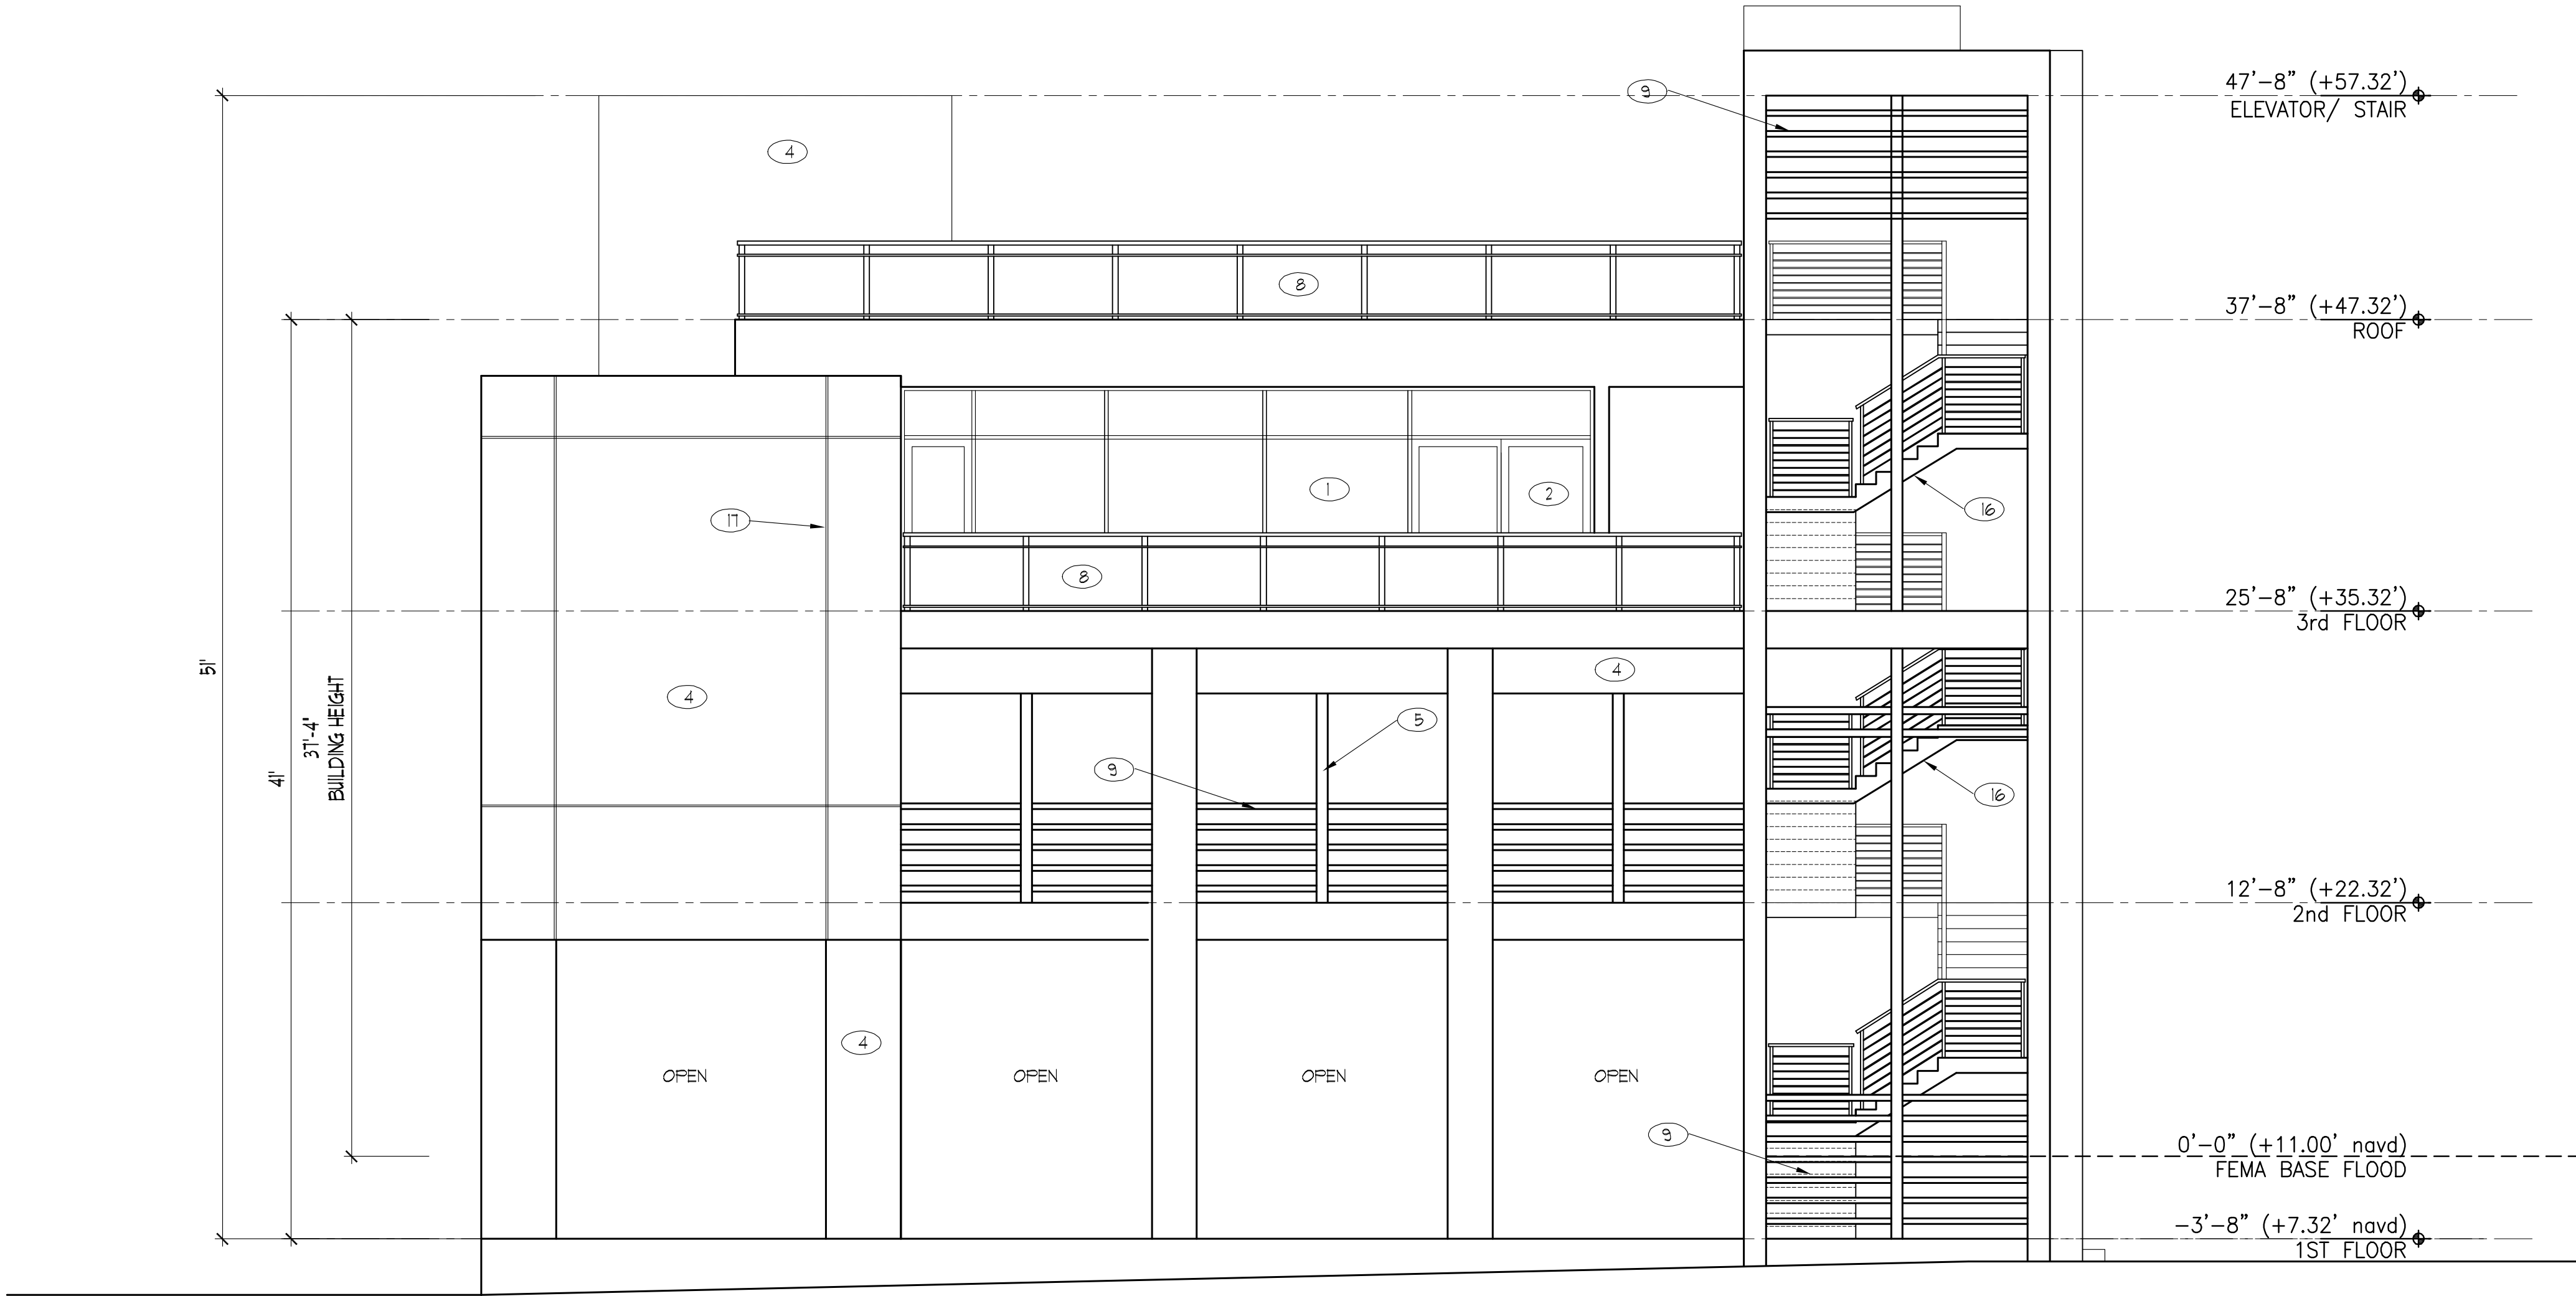 47'-8" (+57.32')
ELEVATOR/ STAIR
9
4
8
37'-8" (+47.32')
ROOF
1
2
17
16
8
25'-8" (+35.32')
3rd FLOOR
51'
4
4
5
37'-4"
BUILDING HEIGHT
41'
9
16
12'-8" (+22.32')
2nd FLOOR
4
OPEN
OPEN
OPEN
OPEN
9
0'-0" (+11.00' navd)
FEMA BASE FLOOD
-3'-8" (+7.32' navd)
1ST FLOOR